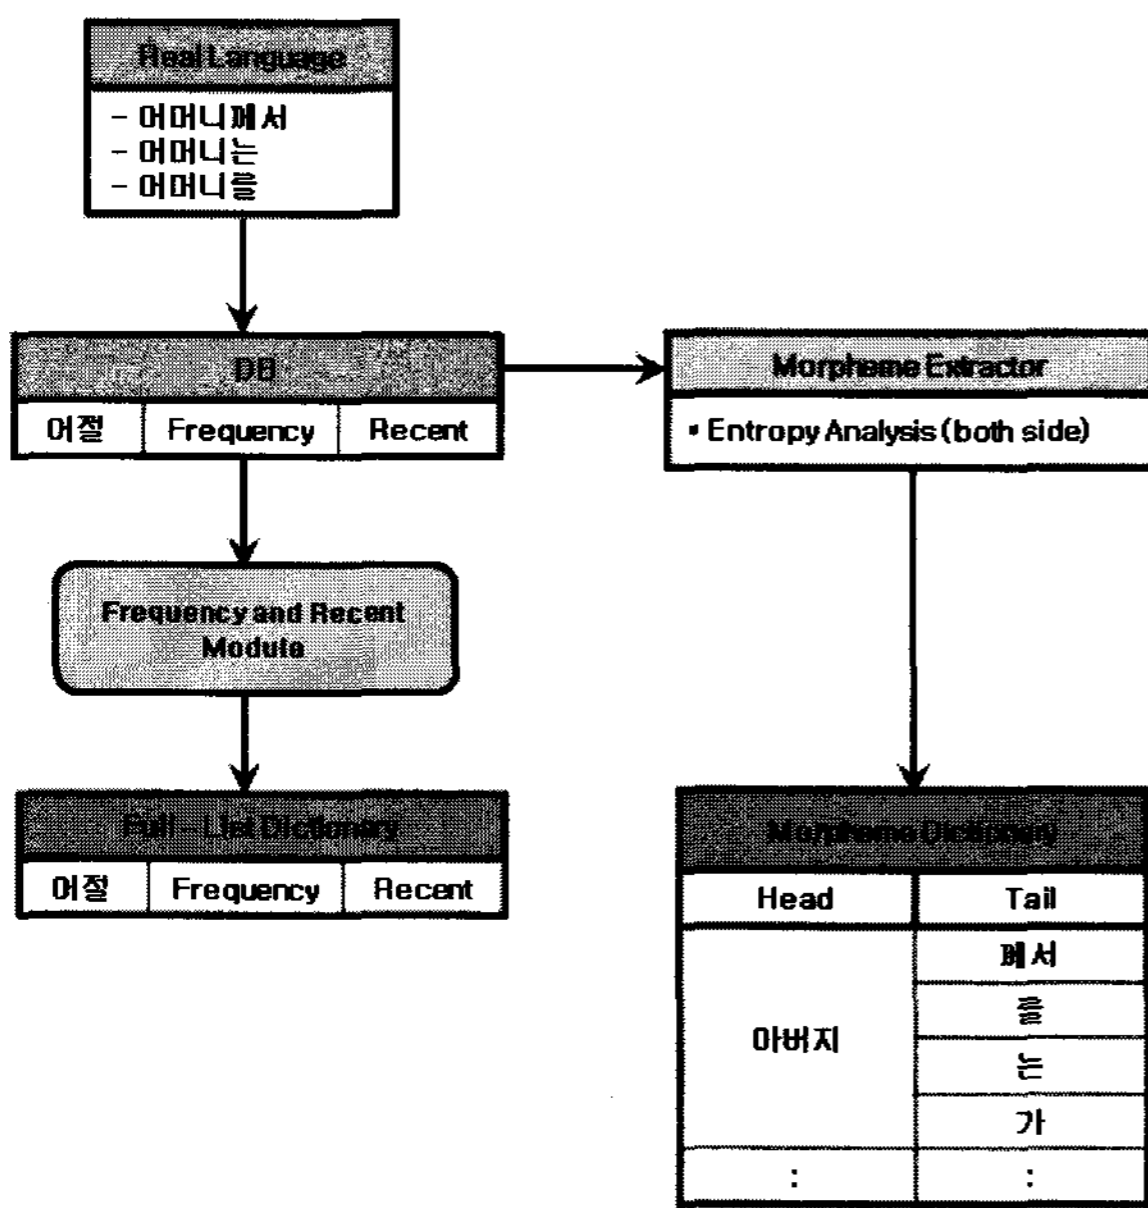 Real Language
- 어머니께서
- 어머니는
- 어머니를
DB
어절 Frequency Recent
Morpheme Extractor
▪ Entropy Analysis (both side)
Frequency and Recent
Module
Full - List Dictionary
어절 Frequency Recent
Morpheme Dictionary
Head Tail
아버지
께서
를
는
가
: :